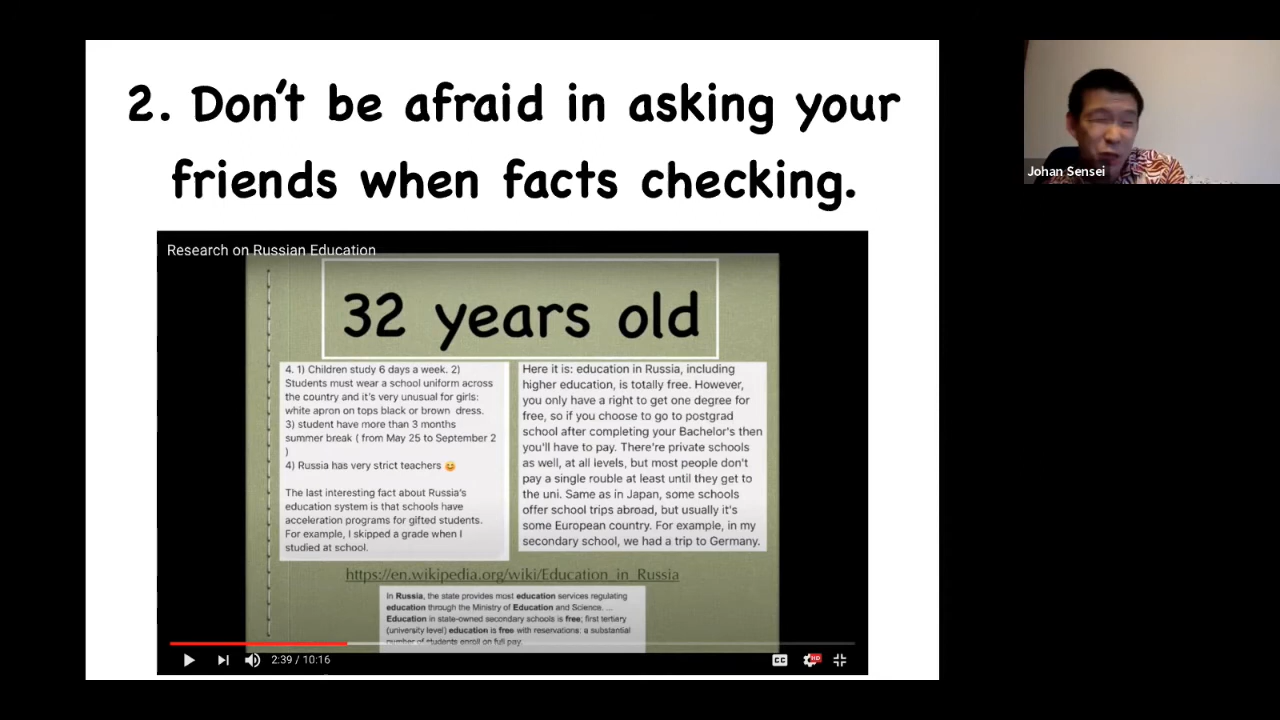 2. Don't be afraid in asking your
friends when facts checking.
Johan Sensei
Research on Russian Education
32 years old
4. 1) Children study 6 days a week. 2)
Students must wear a school uniform across
the country and it's very unusual for girls:
white apron on tops black or brown dress.
3) student have more than 3 months
summer break ( from May 25 to September 2
)
4) Russia has very strict teachers 😊
The last interesting fact about Russia's
education system is that schools have
acceleration programs for gifted students.
For example, I skipped a grade when I
studied at school.
Here it is: education in Russia, including
higher education, is totally free. However,
you only have a right to get one degree for
free, so if you choose to go to postgrad
school after completing your Bachelor's then
you'll have to pay. There're private schools
as well, at all levels, but most people don't
pay a single rouble at least until they get to
the uni. Same as in Japan, some schools
offer school trips abroad, but usually it's
some European country. For example, in my
secondary school, we had a trip to Germany.
https://en.wikipedia.org/wiki/Education_in_Russia
In Russia, the state provides most education services regulating
education through the Ministry of Education and Science. ...
Education in state-owned secondary schools is free; first tertiary
(university level) education is free with reservations: a substantial
number of students enroll on full pay.
2:39 / 10:16
CC
HD